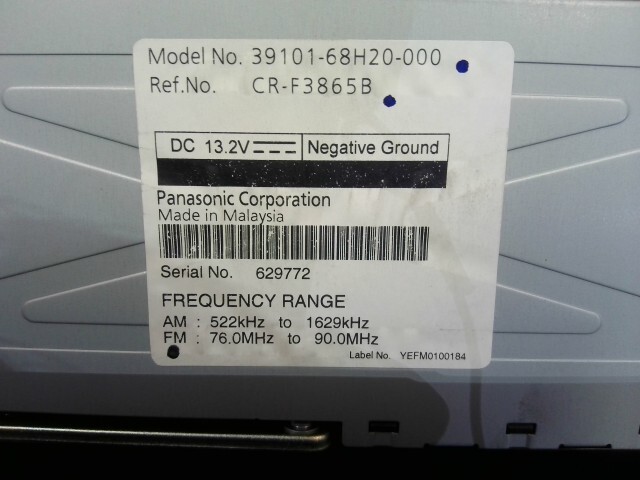 Model No. 39101-68H20-000
Ref.No. CR-F3865B
DC 13.2V Negative Ground
Panasonic Corporation
Made in Malaysia
Serial No. 629772
FREQUENCY RANGE
AM : 522kHz to 1629kHz
FM : 76.0MHz to 90.0MHz
Label No. YEFM0100184